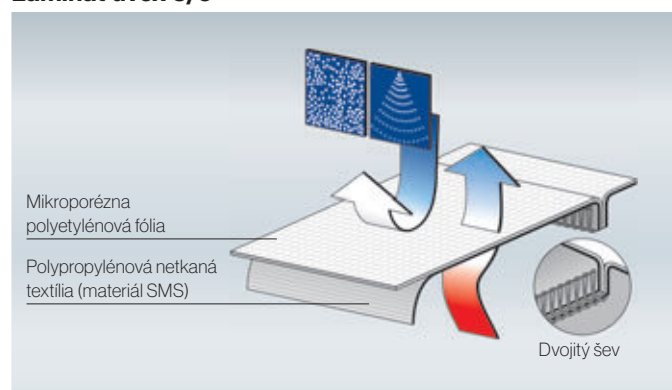 Mikroporézna
polyetylénová fólia
Polypropylénová netkaná
textília (materiál SMS)
Dvojitý šev